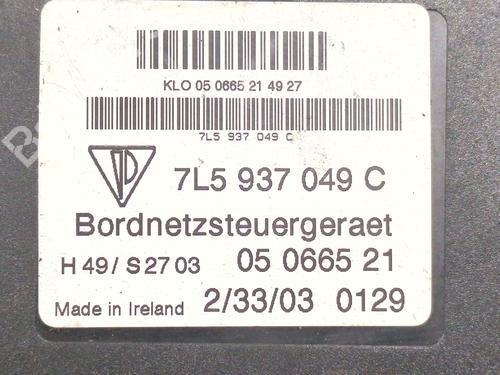 KLO 05 0665 21 49 27
7L5 937 049 C
7L5 937 049 C
Bordnetzsteuergeraet
H 49/ S 27 03 05 0665 21
Made in Ireland 2/33/03 0129